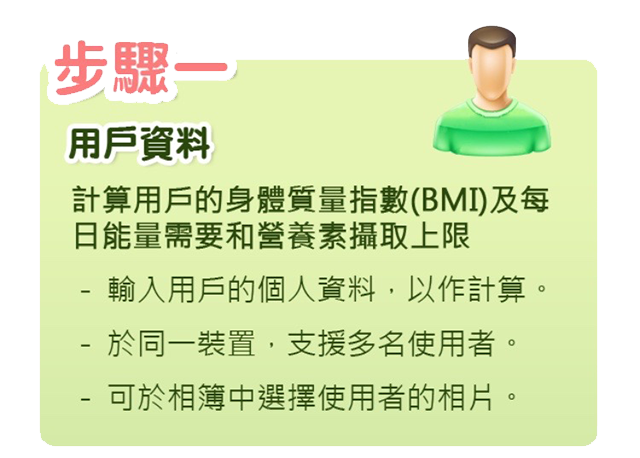 步驟一
用戶資料
計算用戶的身體質量指數(BMI)及每
日能量需要和營養素攝取上限
- 輸入用戶的個人資料，以作計算。
- 於同一裝置，支援多名使用者。
- 可於相簿中選擇使用者的相片。